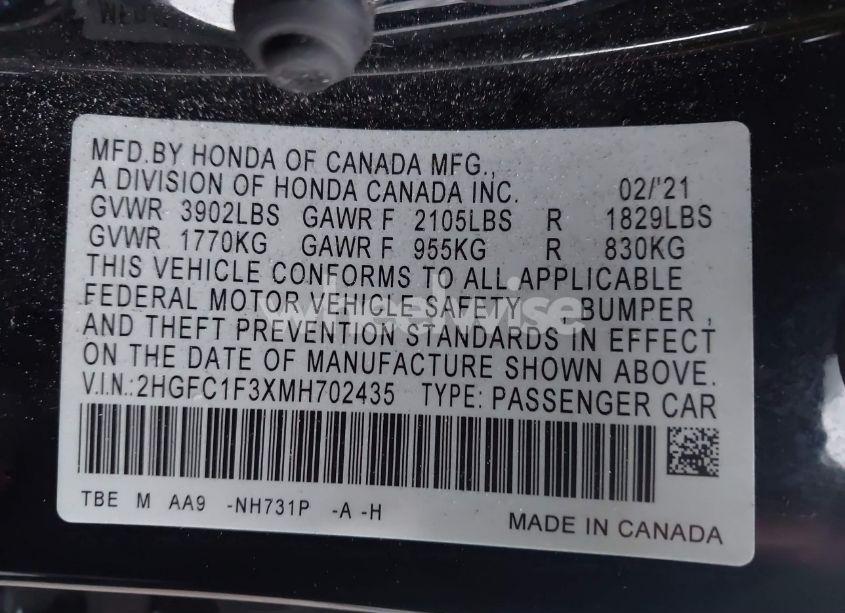 MFD.BY HONDA OF CANADA MFG.,
A DIVISION OF HONDA CANADA INC. 02/'21
GVWR 3902LBS GAWR F 2105LBS R 1829LBS
GVWR 1770KG GAWR F 955KG R 830KG
THIS VEHICLE CONFORMS TO ALL APPLICABLE
FEDERAL MOTOR VEHICLE SAFETY , BUMPER ,
AND THEFT PREVENTION STANDARDS IN EFFECT
ON THE DATE OF MANUFACTURE SHOWN ABOVE.
V.I.N.:2HGFC1F3XMH702435 TYPE: PASSENGER CAR
TBE M AA9 -NH731P -A -H
MADE IN CANADA